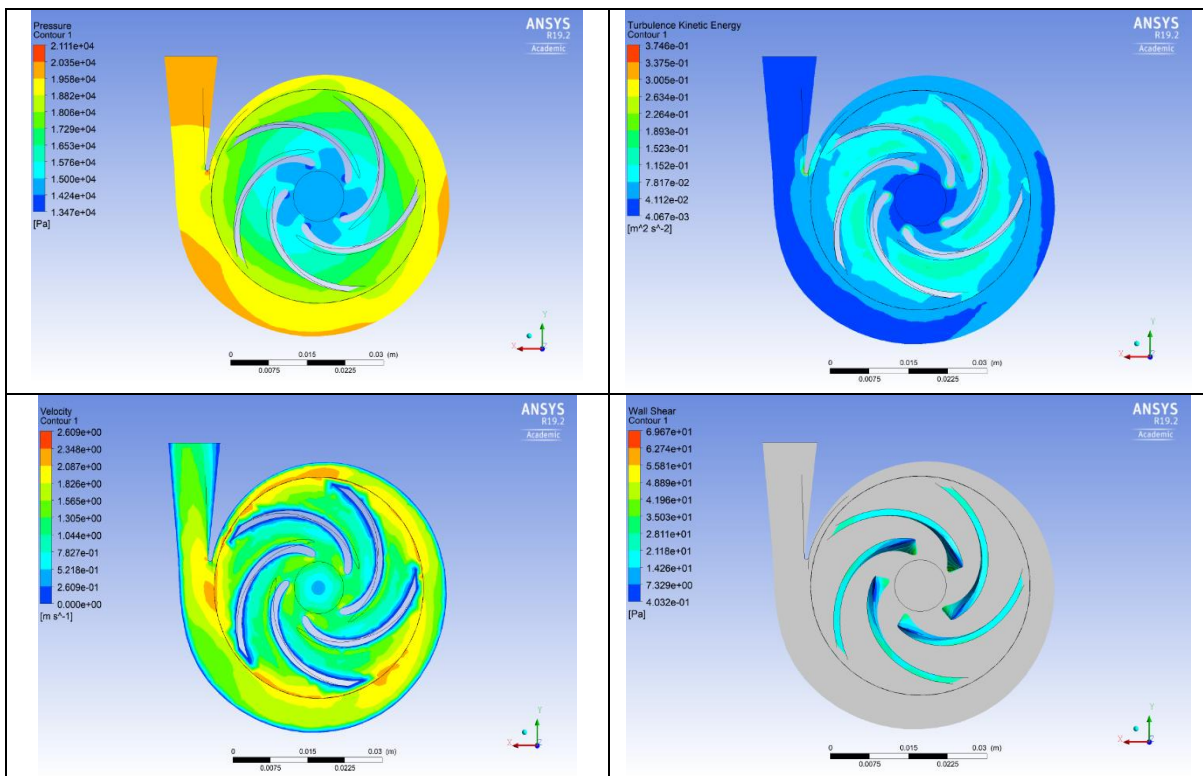 Pressure
Contour 1
2.111e+04
2.035e+04
1.958e+04
1.882e+04
1.806e+04
1.729e+04
1.653e+04
1.576e+04
1.500e+04
1.424e+04
1.347e+04
[Pa]
ANSYS
R19.2
Academic
0 0.015 0.03 (m)
0.0075 0.0225
Y
X
Z
Turbulence Kinetic Energy
Contour 1
3.746e-01
3.375e-01
3.005e-01
2.634e-01
2.264e-01
1.893e-01
1.523e-01
1.152e-01
7.817e-02
4.112e-02
4.067e-03
[m^2 s^-2]
ANSYS
R19.2
Academic
0 0.015 0.03 (m)
0.0075 0.0225
Y
X
Z
Velocity
Contour 1
2.609e+00
2.348e+00
2.087e+00
1.826e+00
1.565e+00
1.305e+00
1.044e+00
7.827e-01
5.218e-01
2.609e-01
0.000e+00
[m s^-1]
ANSYS
R19.2
Academic
0 0.015 0.03 (m)
0.0075 0.0225
Y
X
Z
Wall Shear
Contour 1
6.967e+01
6.274e+01
5.581e+01
4.889e+01
4.196e+01
3.503e+01
2.811e+01
2.118e+01
1.426e+01
7.329e+00
4.032e-01
[Pa]
ANSYS
R19.2
Academic
0 0.015 0.03 (m)
0.0075 0.0225
Y
X
Z